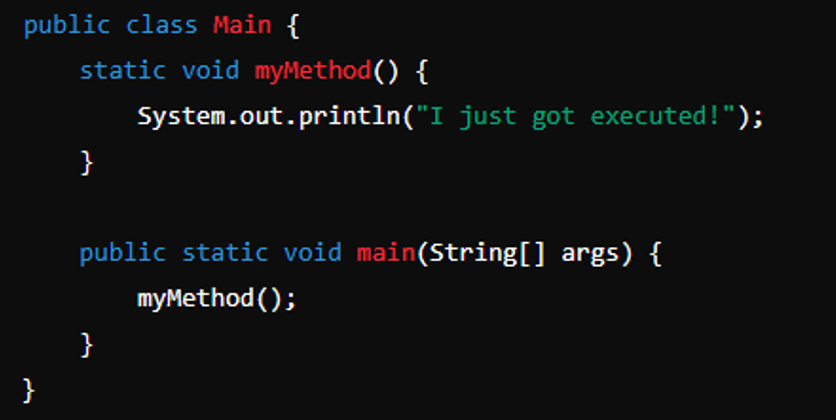 public class Main {
    static void myMethod() {
        System.out.println("I just got executed!");
    }

    public static void main(String[] args) {
        myMethod();
    }
}